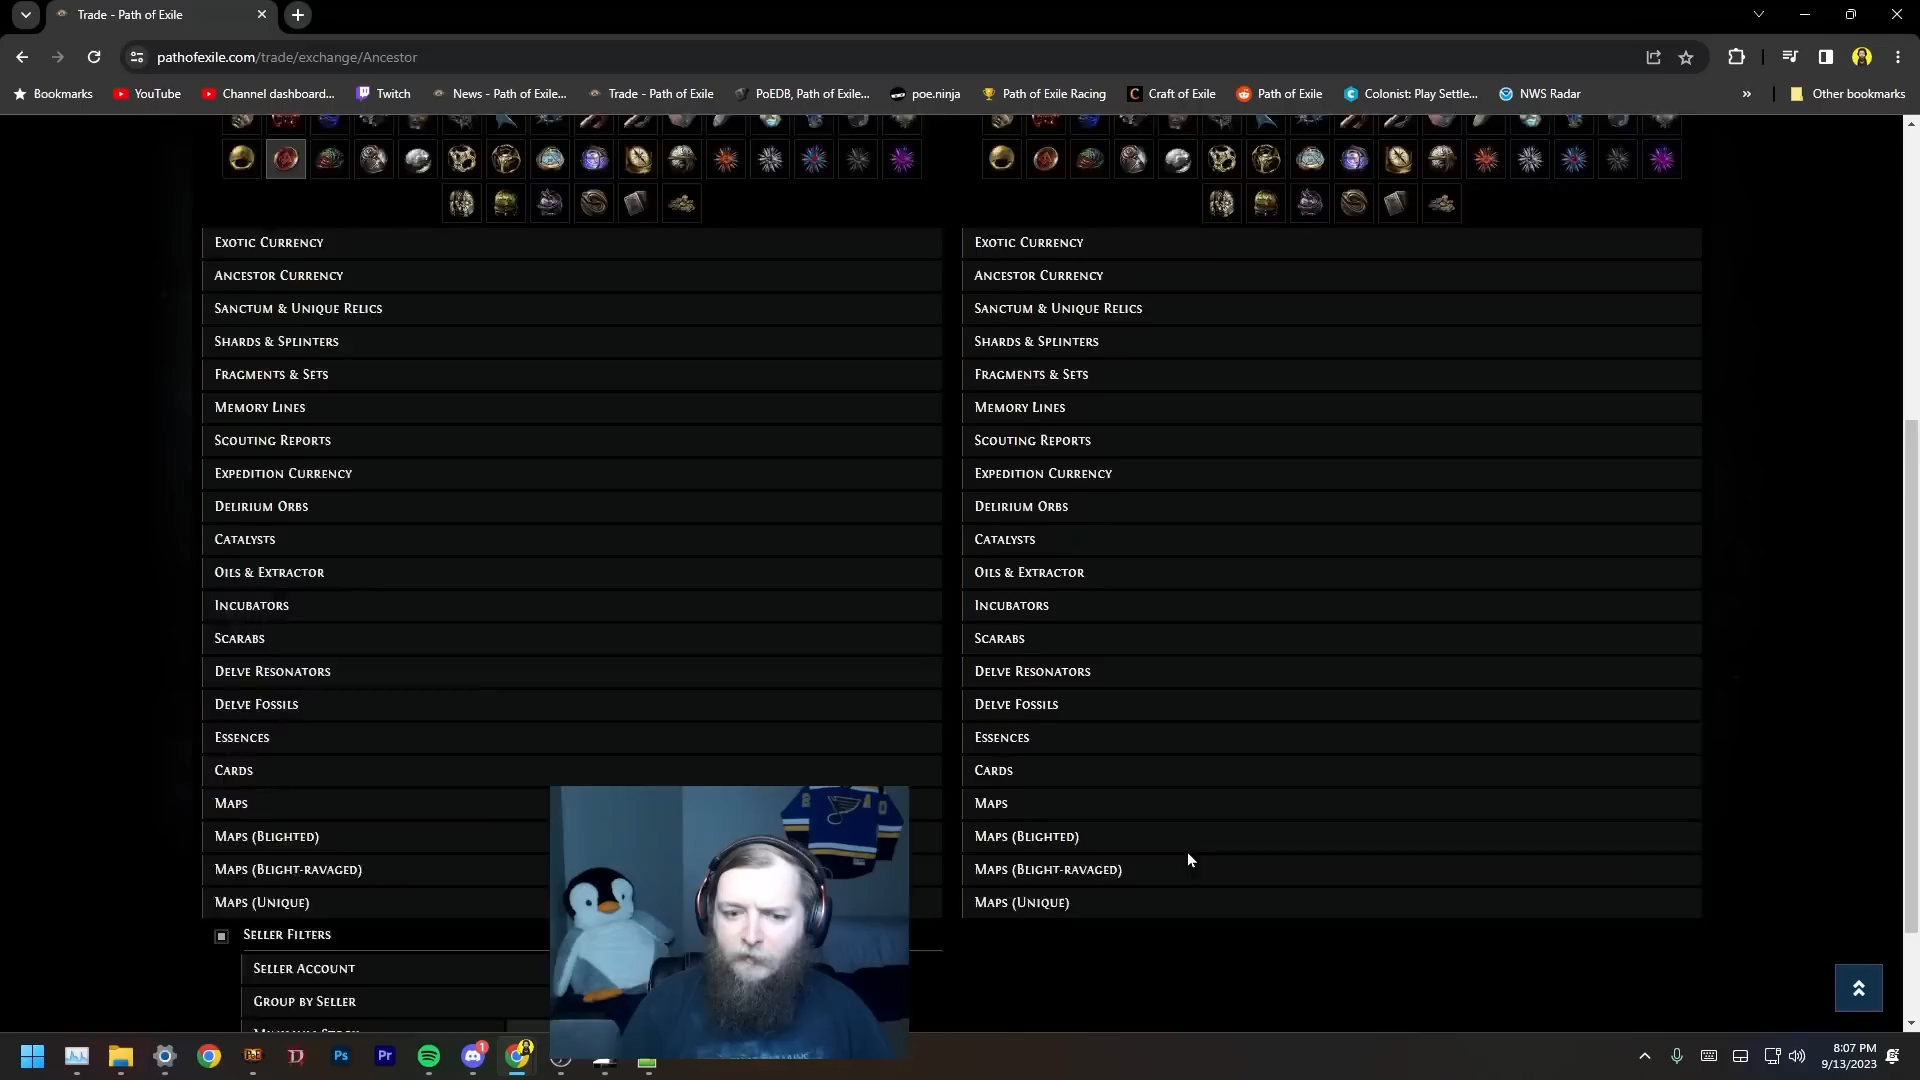 Trade - Path of Exile
pathofexile.com/trade/exchange/Ancestor
Bookmarks YouTube Channel dashboard... Twitch News - Path of Exile... Trade - Path of Exile PoEDB, Path of Exile... poe.ninja Path of Exile Racing Craft of Exile Path of Exile Colonist: Play Settle... NWS Radar » Other bookmarks
Exotic Currency Exotic Currency
Ancestor Currency Ancestor Currency
Sanctum & Unique Relics Sanctum & Unique Relics
Shards & Splinters Shards & Splinters
Fragments & Sets Fragments & Sets
Memory Lines Memory Lines
Scouting Reports Scouting Reports
Expedition Currency Expedition Currency
Delirium Orbs Delirium Orbs
Catalysts Catalysts
Oils & Extractor Oils & Extractor
Incubators Incubators
Scarabs Scarabs
Delve Resonators Delve Resonators
Delve Fossils Delve Fossils
Essences Essences
Cards Cards
Maps Maps
Maps (Blighted) Maps (Blighted)
Maps (Blight-ravaged) Maps (Blight-ravaged)
Maps (Unique) Maps (Unique)
Seller Filters
Seller Account
Group by Seller
Minimum Stock
Ps Pr 1
8:07 PM
9/13/2023